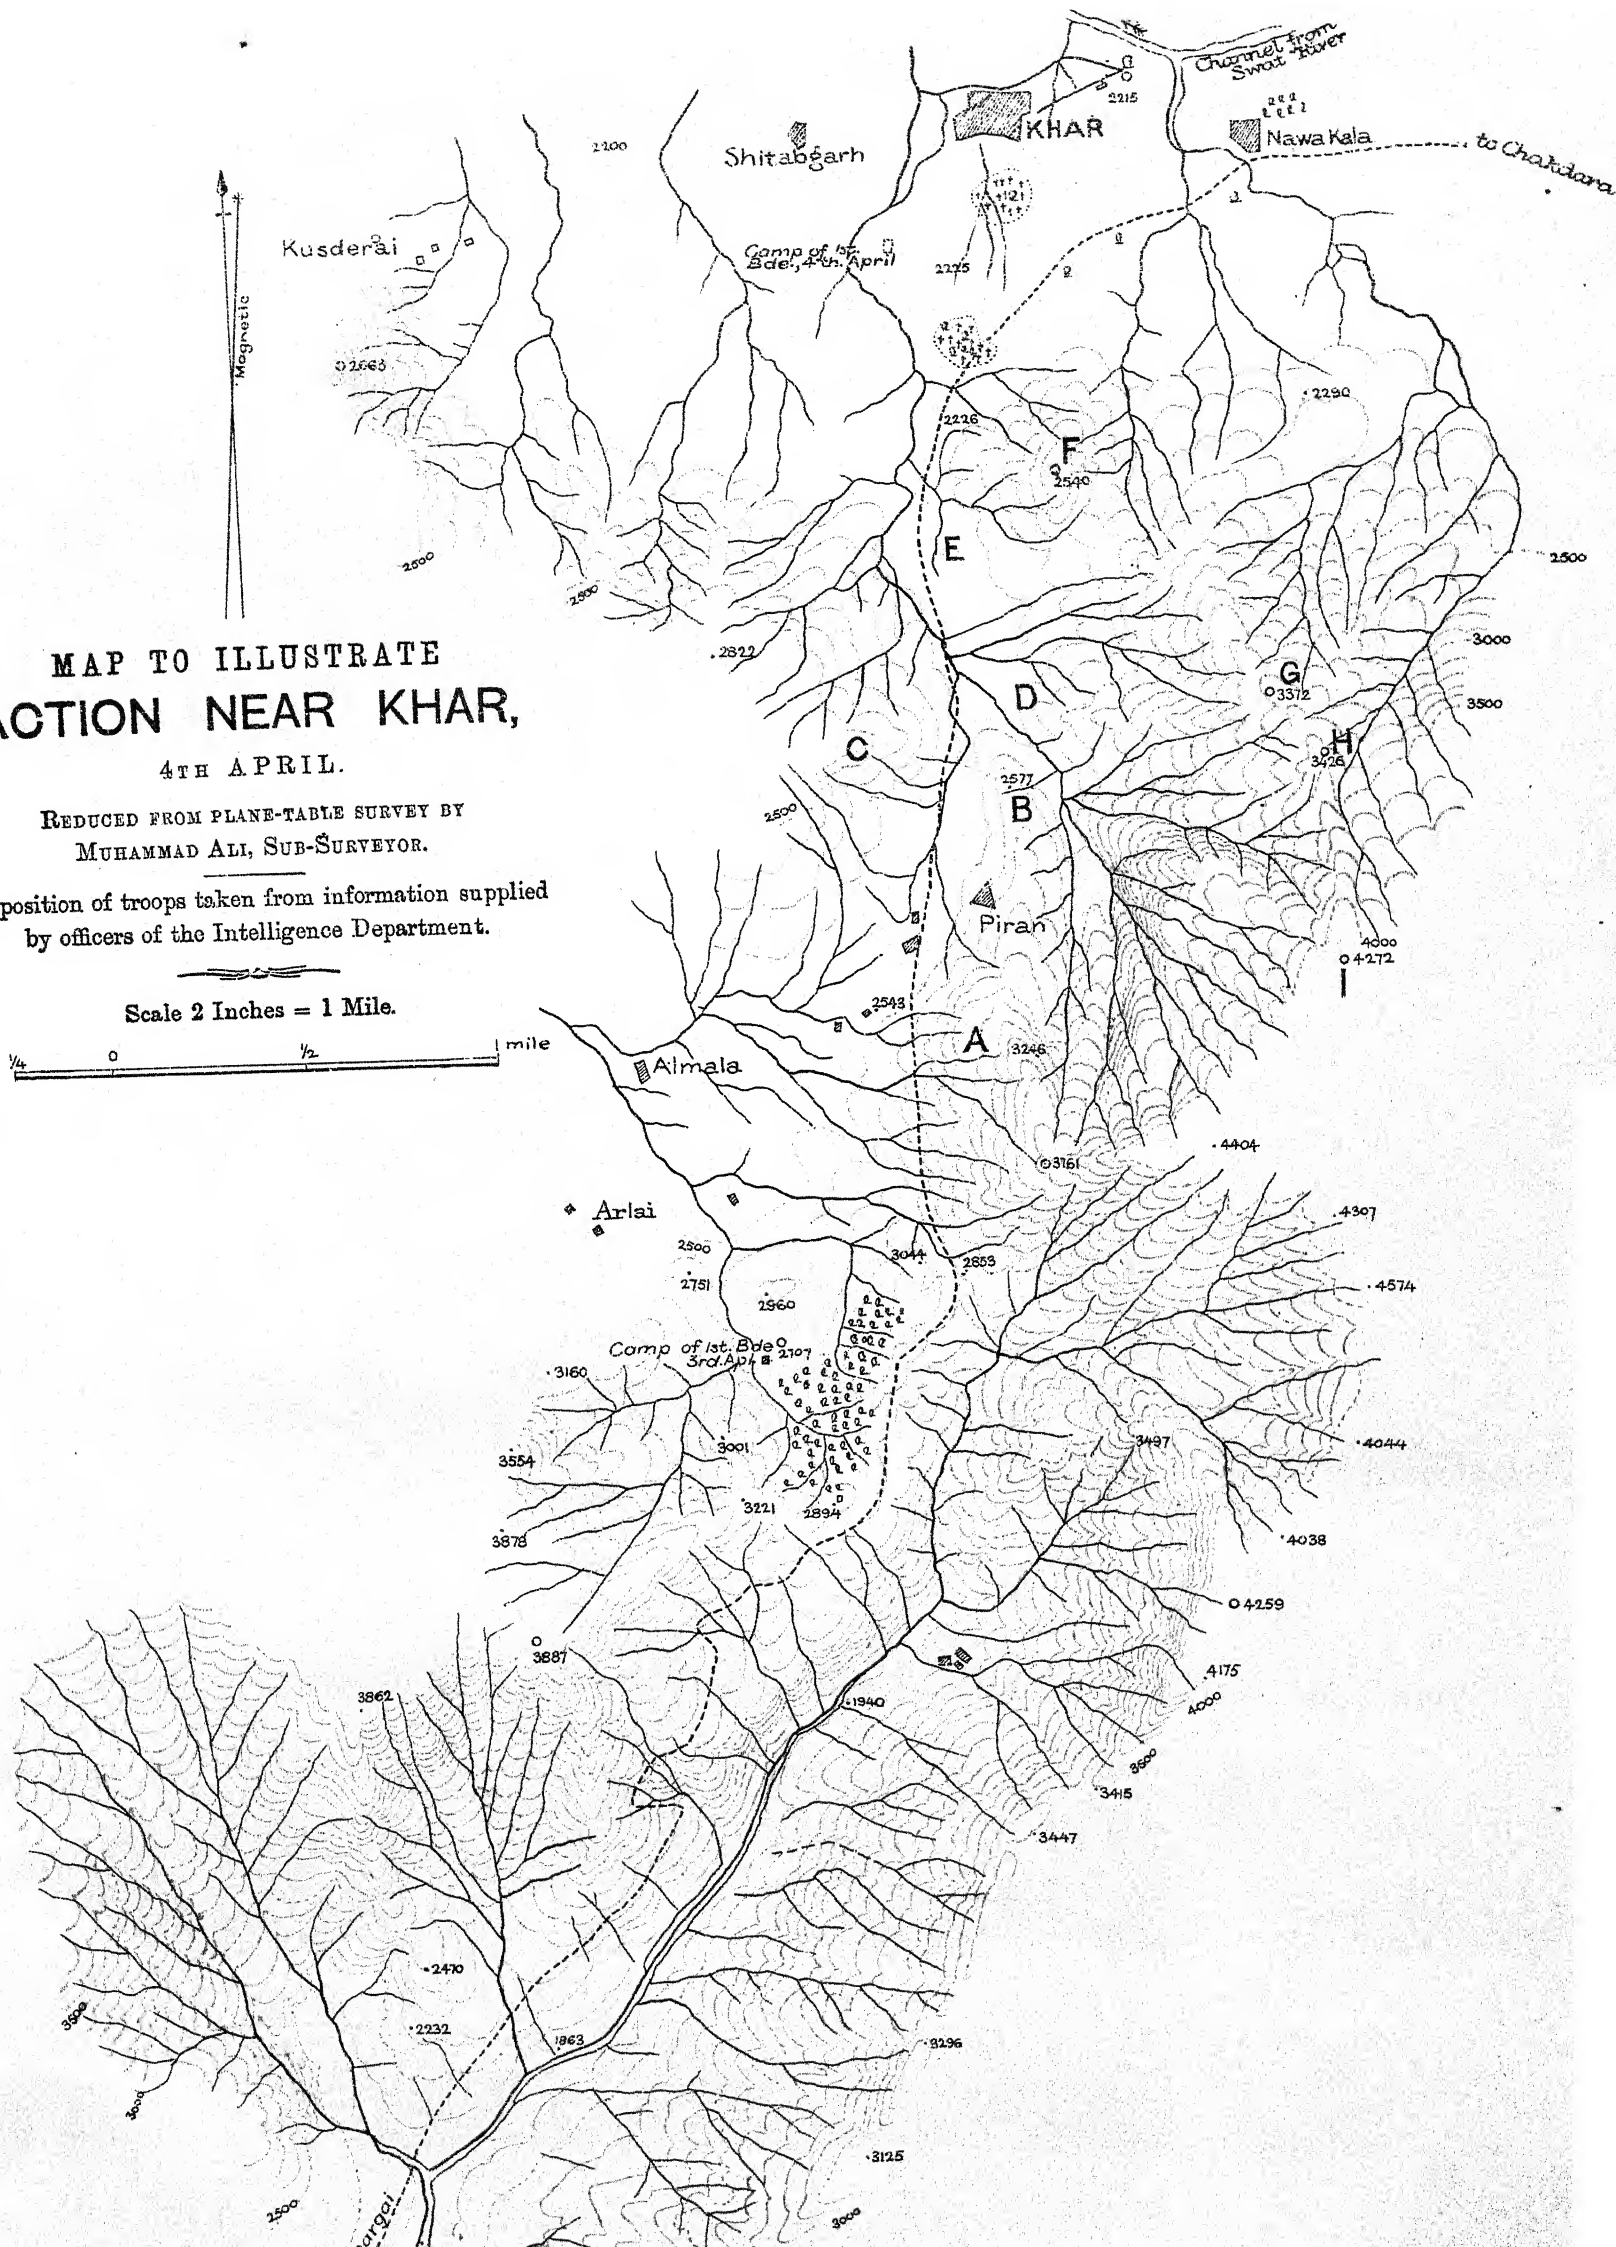 Channel from
Swat River
2215
KHAR
Nawa Kala
to Chakdara
2200
Shitabgarh
Kusderai
Camp of 1st.
Bde., 4th. April
2225
Magnetic
2290
2226
F
2540
E
2500
2500
2500
MAP TO ILLUSTRATE
ACTION NEAR KHAR,
4TH APRIL.
REDUCED FROM PLANE-TABLE SURVEY BY
MUHAMMAD ALI, SUB-SURVEYOR.
position of troops taken from information supplied
by officers of the Intelligence Department.
Scale 2 Inches = 1 Mile.
1/4 0 1/2 1 mile
2822
3000
G
3372
D
3500
C
H
3426
2577
B
2500
Piran
4000
4272
I
2543
A
3246
Almala
4404
3761
Arlai
4307
2500
3044
2853
2751
4574
2960
Camp of 1st. Bde
3rd. Apl.
2707
3160
3001
3497
4044
3554
3221
2894
3878
4038
4259
3887
4175
3862
1940
4000
3500
3415
3447
2470
3500
2232
1863
3296
3000
3125
2500
3000